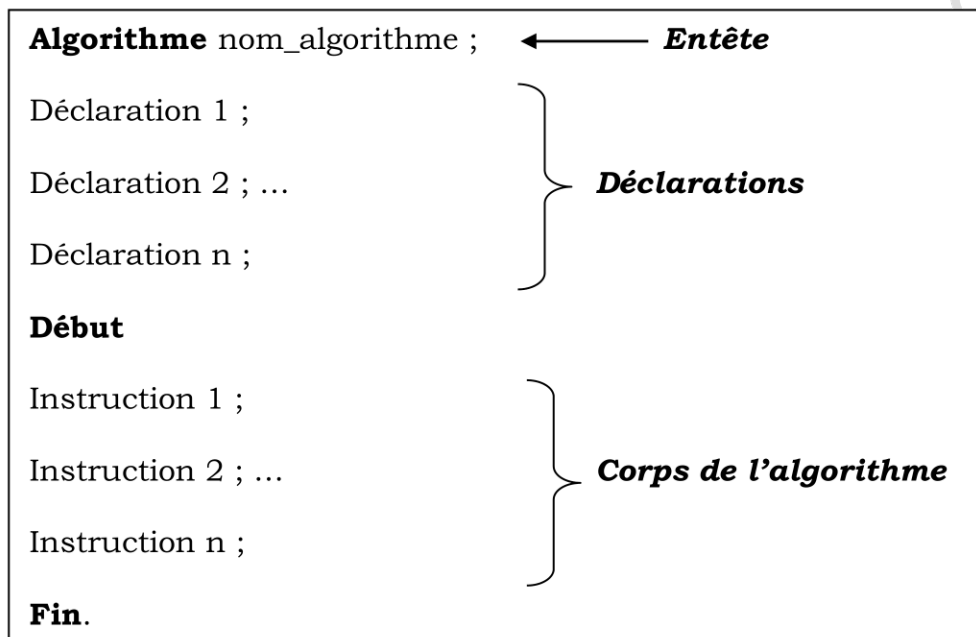 Algorithme nom_algorithme ; Entête
Déclaration 1 ;
Déclaration 2 ; … Déclarations
Déclaration n ;
Début
Instruction 1 ;
Instruction 2 ; … Corps de l’algorithme
Instruction n ;
Fin.